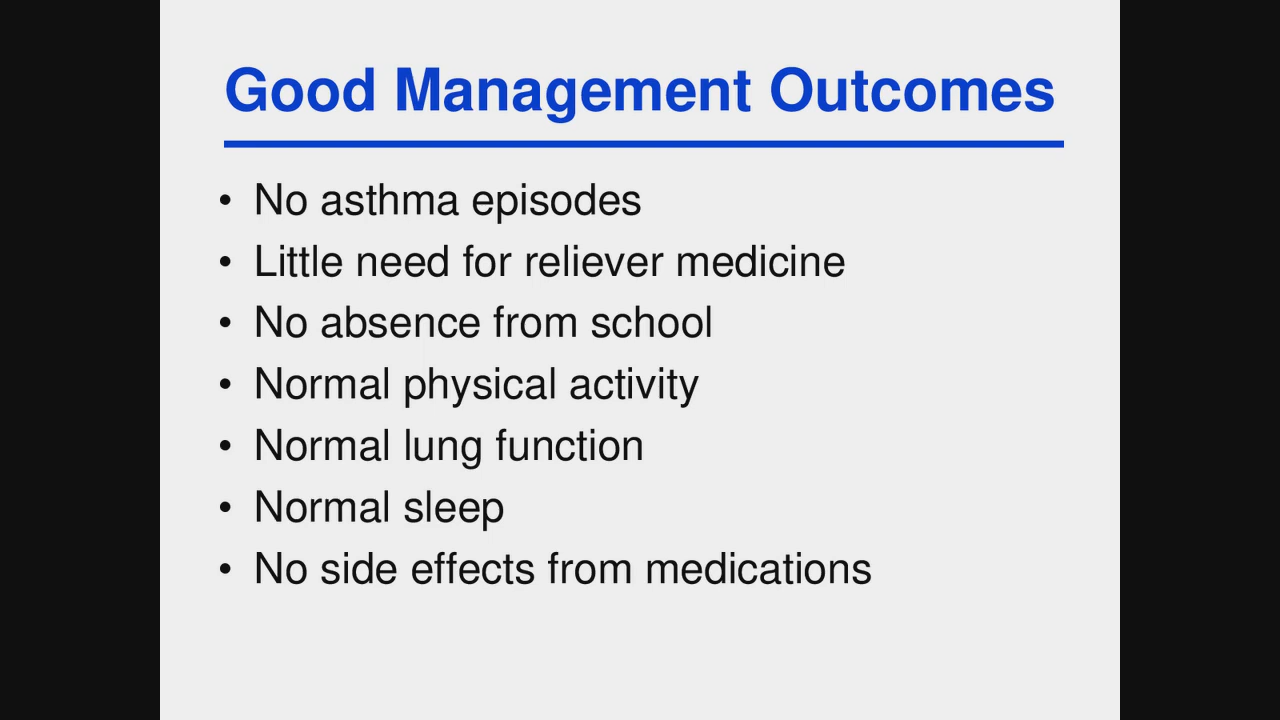 Good Management Outcomes
• No asthma episodes
• Little need for reliever medicine
• No absence from school
• Normal physical activity
• Normal lung function
• Normal sleep
• No side effects from medications